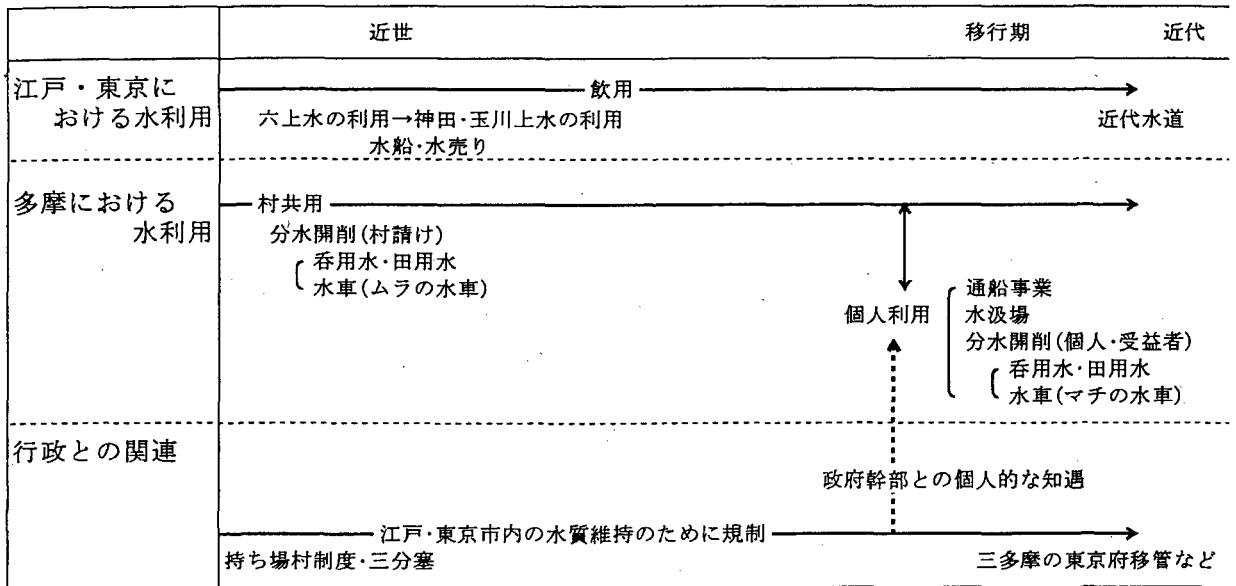 近世 移行期 近代
江戸・東京に
おける水利用
飲用
六上水の利用→神田・玉川上水の利用
水船・水売り
近代水道
多摩における
水利用
村共用
分水開削(村請け)
呑用水・田用水
水車(ムラの水車)
個人利用
通船事業
水汲場
分水開削(個人・受益者)
呑用水・田用水
水車(マチの水車)
行政との関連
政府幹部との個人的な知遇
江戸・東京市内の水質維持のために規制
持ち場村制度・三分塞
三多摩の東京府移管など